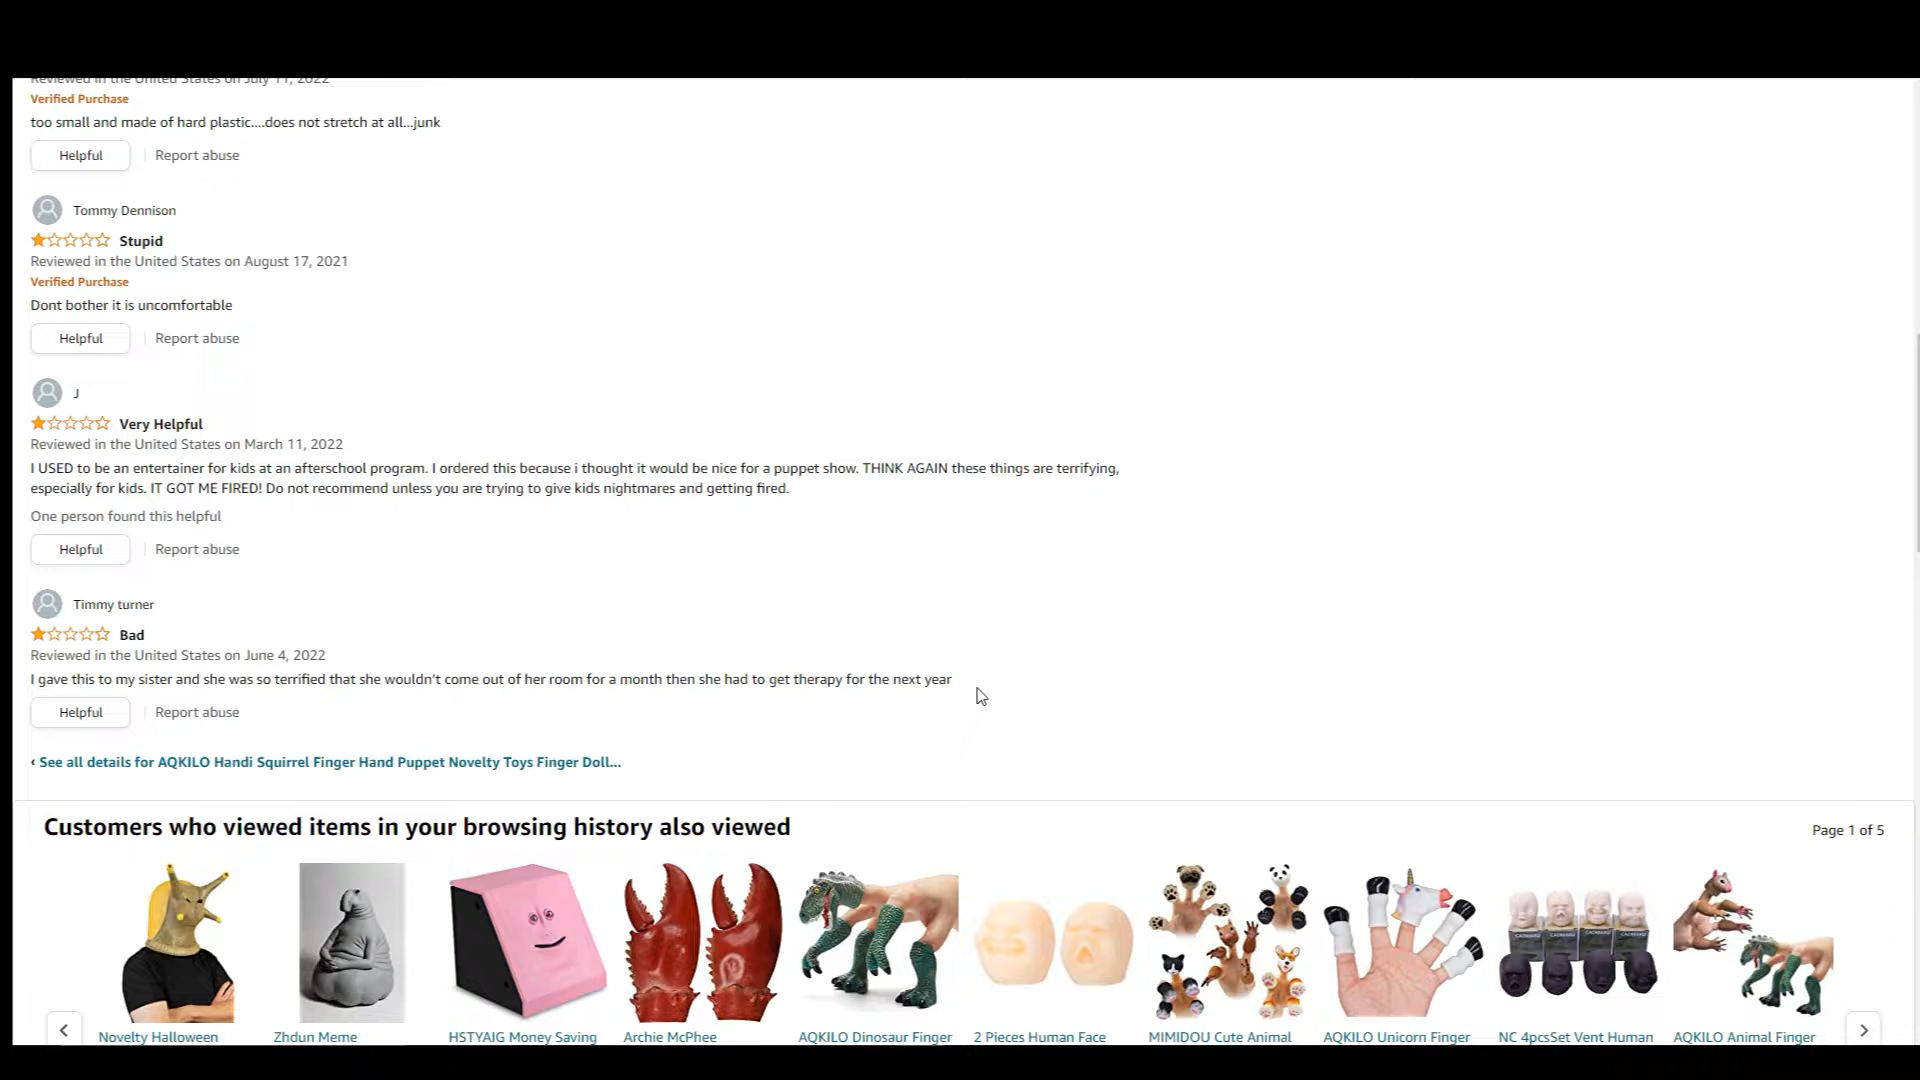 Reviewed in the United States on July 11, 2022
Verified Purchase
too small and made of hard plastic....does not stretch at all...junk
Helpful
Report abuse
Tommy Dennison
Stupid
Reviewed in the United States on August 17, 2021
Verified Purchase
Dont bother it is uncomfortable
Helpful
Report abuse
J
Very Helpful
Reviewed in the United States on March 11, 2022
I USED to be an entertainer for kids at an afterschool program. I ordered this because i thought it would be nice for a puppet show. THINK AGAIN these things are terrifying,
especially for kids. IT GOT ME FIRED! Do not recommend unless you are trying to give kids nightmares and getting fired.
One person found this helpful
Helpful
Report abuse
Timmy turner
Bad
Reviewed in the United States on June 4, 2022
I gave this to my sister and she was so terrified that she wouldn't come out of her room for a month then she had to get therapy for the next year
Helpful
Report abuse
‹ See all details for AQKILO Handi Squirrel Finger Hand Puppet Novelty Toys Finger Doll...
Customers who viewed items in your browsing history also viewed
Page 1 of 5
Novelty Halloween
Zhdun Meme
HSTYAIG Money Saving
Archie McPhee
AQKILO Dinosaur Finger
2 Pieces Human Face
MIMIDOU Cute Animal
AQKILO Unicorn Finger
NC 4pcsSet Vent Human
AQKILO Animal Finger